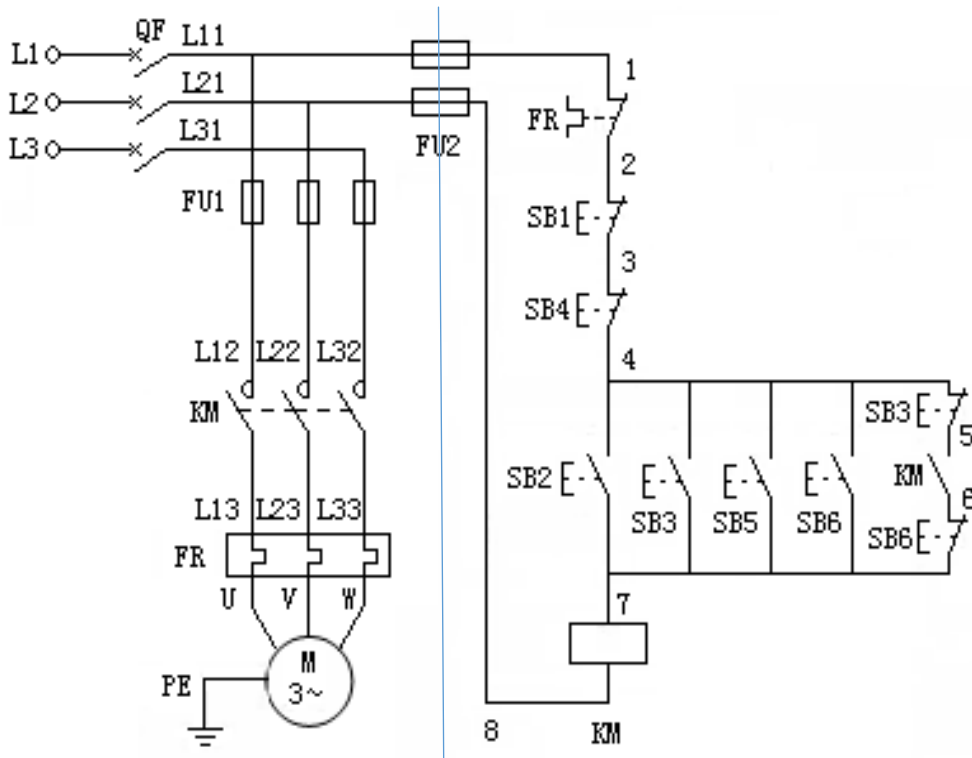 QF L11
L1
L21
L2
L31
L3
FU2
1
FR
2
FU1
SB1
3
SB4
4
L12 L22 L32
KM
SB3
5
SB2
KM
SB3 SB5 SB6
6
SB6
L13 L23 L33
FR
U V W
7
M
3~
PE
8
KM